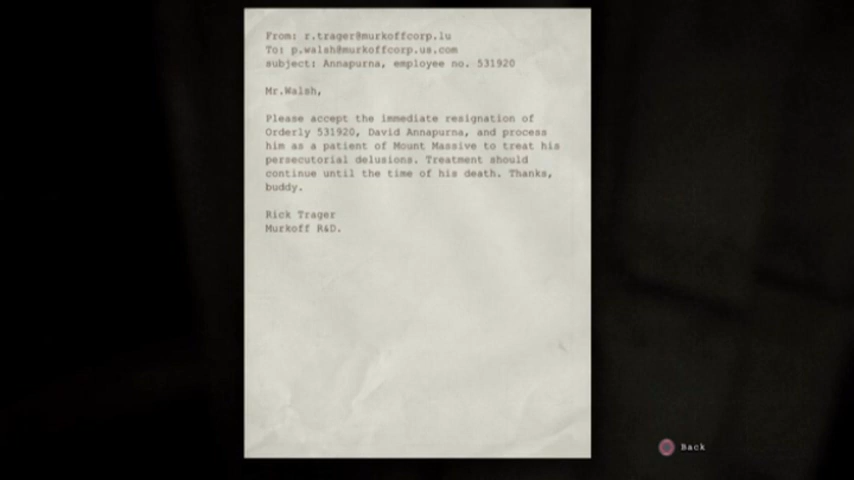 From: r.trager@murkoffcorp.lu
To: p.walsh@murkoffcorp.us.com
subject: Annapurna, employee no. 531920
Mr.Walsh,
Please accept the immediate resignation of
Orderly 531920, David Annapurna, and process
him as a patient of Mount Massive to treat his
persecutorial delusions. Treatment should
continue until the time of his death. Thanks,
buddy.
Rick Trager
Murkoff R&D.
Back